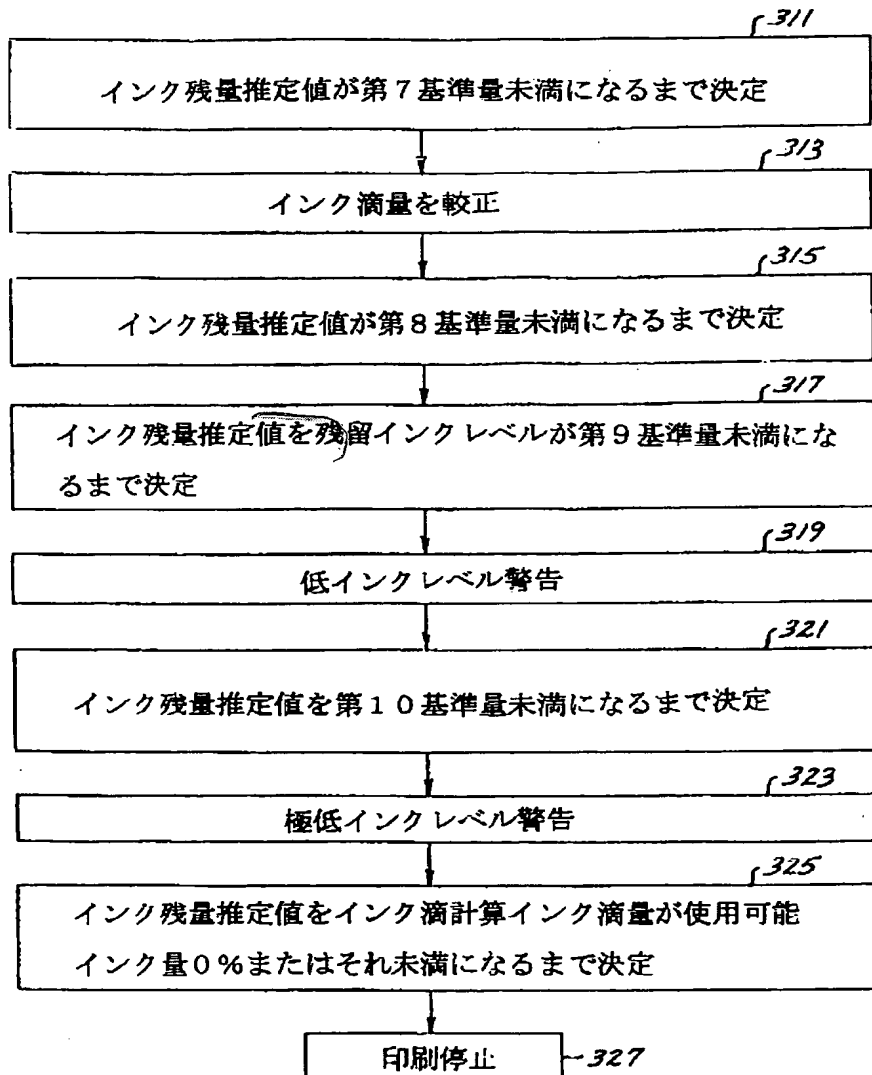 311
インク残量推定値が第7基準量未満になるまで決定
313
インク滴量を較正
315
インク残量推定値が第8基準量未満になるまで決定
317
インク残量推定値を残留インクレベルが第9基準量未満にな
るまで決定
319
低インクレベル警告
321
インク残量推定値を第10基準量未満になるまで決定
323
極低インクレベル警告
325
インク残量推定値をインク滴計算インク滴量が使用可能
インク量0%またはそれ未満になるまで決定
印刷停止 327